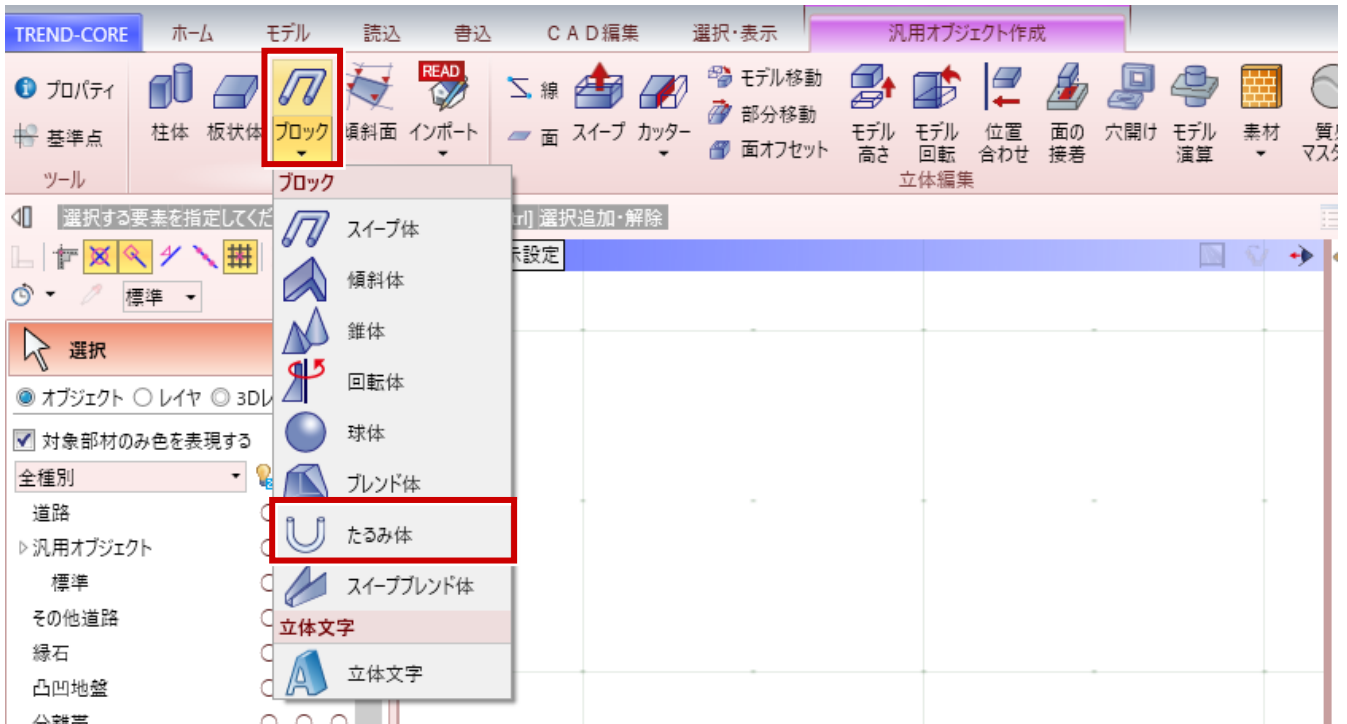 TREND-CORE ホーム モデル 読込 書込 CAD編集 選択・表示 汎用オブジェクト作成
プロパティ
基準点
ツール
柱体 板状体 ブロック 傾斜面 インポート
READ
線
面
スイープ カッター
モデル移動
部分移動
面オフセット
モデル高さ モデル回転 位置合わせ 面の接着 穴開け モデル演算 素材
立体編集
選択する要素を指定してくだ
選択追加・解除
示設定
標準
選択
オブジェクト レイヤ 3Dレ
対象部材のみ色を表現する
全種別
道路
汎用オブジェクト
標準
その他道路
縁石
凸凹地盤
分離帯
ブロック
スイープ体
傾斜体
錐体
回転体
球体
ブレンド体
たるみ体
スイープブレンド体
立体文字
立体文字